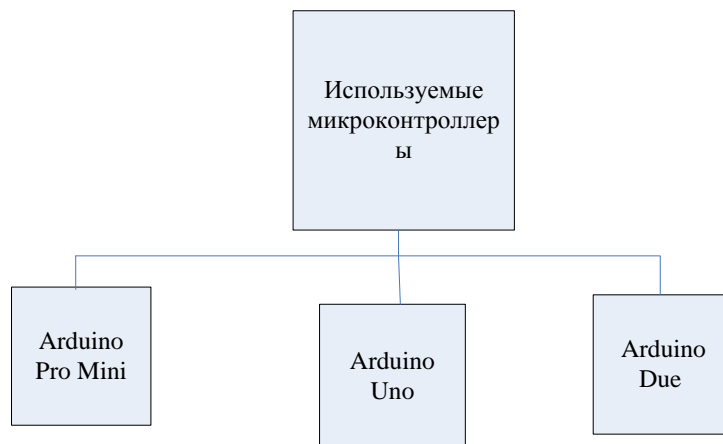 Используемые
микроконтроллер
ы
Arduino
Pro Mini
Arduino
Uno
Arduino
Due